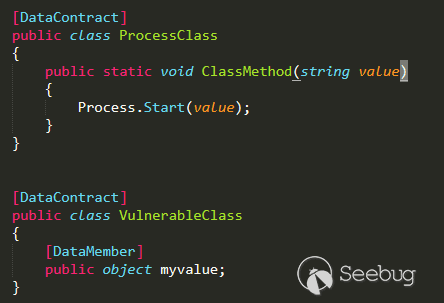 [DataContract]
public class ProcessClass
{
    public static void ClassMethod(string value)
    {
        Process.Start(value);
    }
}
[DataContract]
public class VulnerableClass
{
    [DataMember]
    public object myvalue;
}
Seebug